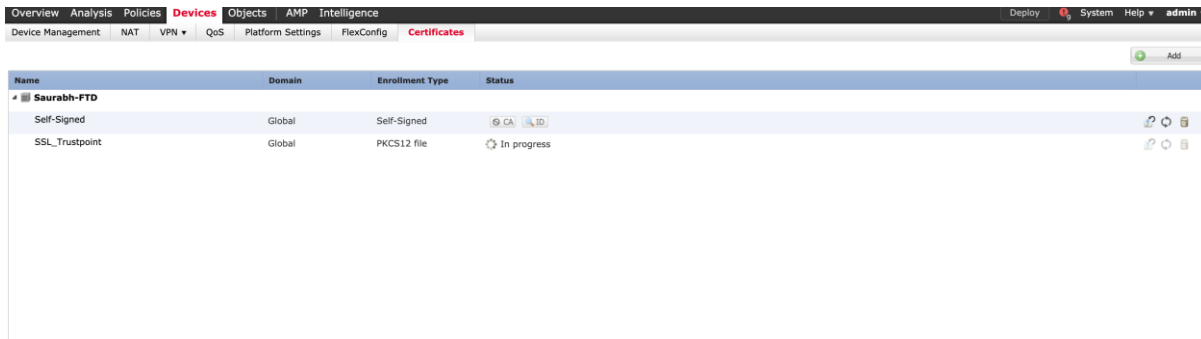 Overview Analysis Policies Devices Objects AMP Intelligence Deploy 9 System Help ▾ admin
Device Management NAT VPN ▾ QoS Platform Settings FlexConfig Certificates
Add
Name Domain Enrollment Type Status
Saurabh-FTD
Self-Signed Global Self-Signed CA ID
SSL_Trustpoint Global PKCS12 file In progress